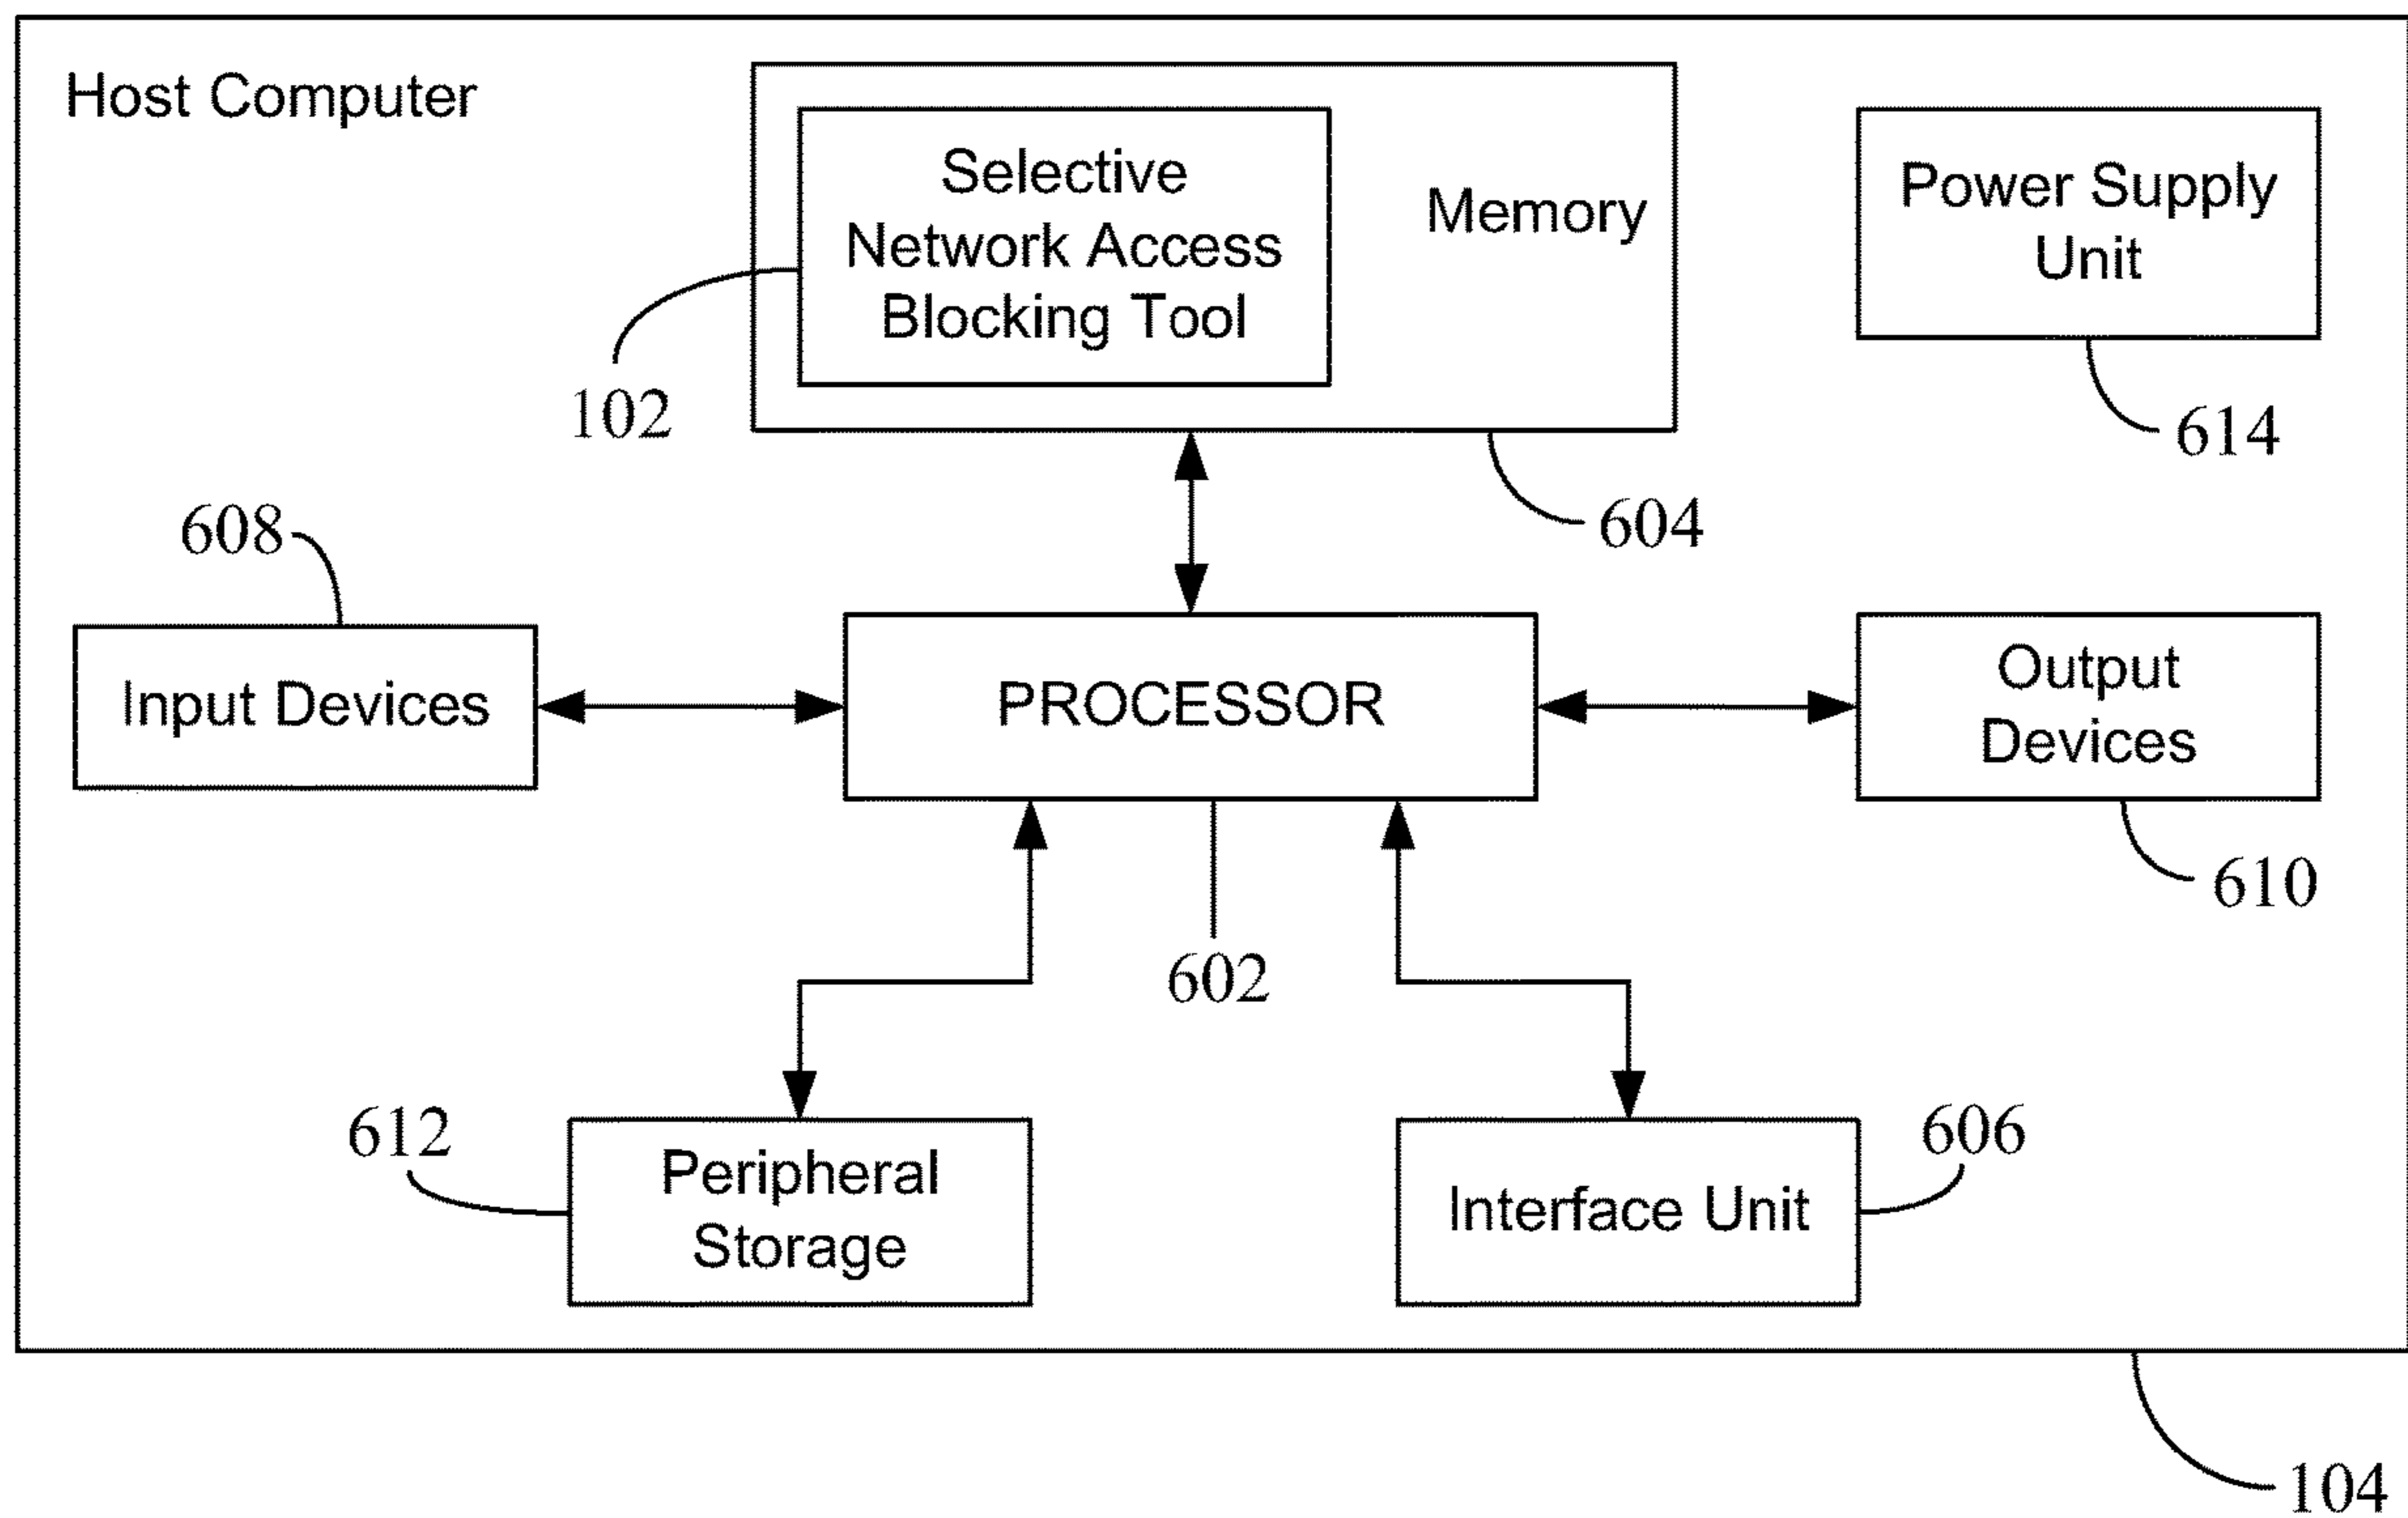 Host Computer
Selective
Network Access
Blocking Tool
Memory
Power Supply
Unit
102
614
604
608
Input Devices
PROCESSOR
Output
Devices
610
602
612
Peripheral
Storage
606
Interface Unit
104